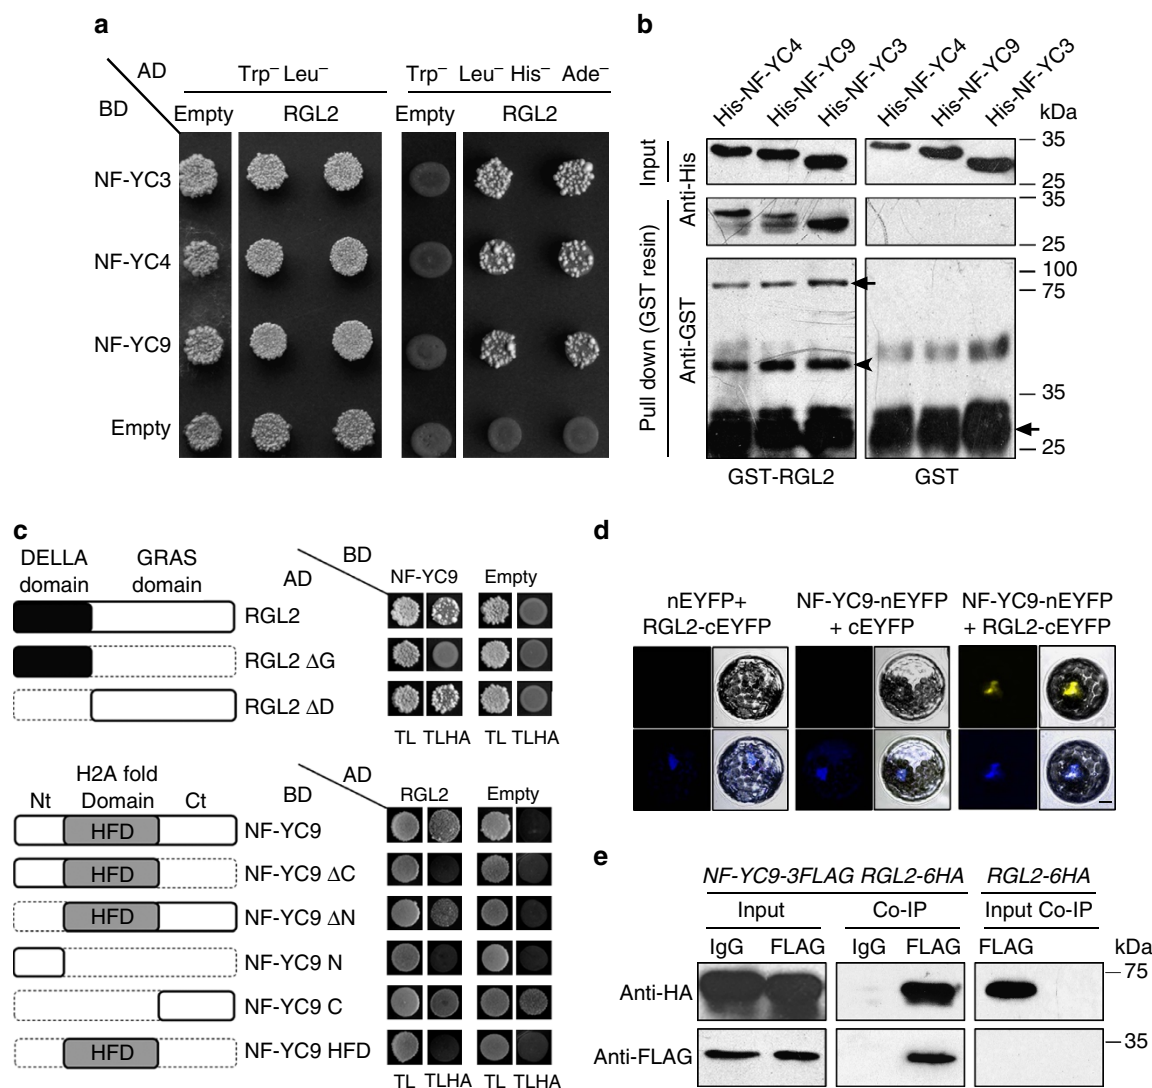 a
AD
BD
Trp– Leu–
Trp– Leu– His– Ade–
Empty RGL2 Empty RGL2
NF-YC3
NF-YC4
NF-YC9
Empty
b
His-NF-YC4
His-NF-YC9
His-NF-YC3
His-NF-YC4
His-NF-YC9
His-NF-YC3
kDa
Input
Anti-His
Pull down (GST resin)
Anti-GST
35
25
35
25
100
75
35
25
GST-RGL2
GST
c
DELLA domain
GRAS domain
BD
AD
NF-YC9 Empty
RGL2
RGL2 ΔG
RGL2 ΔD
TL TLHA TL TLHA
H2A fold
Nt Domain Ct
AD
BD
RGL2 Empty
HFD NF-YC9
HFD NF-YC9 ΔC
HFD NF-YC9 ΔN
NF-YC9 N
NF-YC9 C
HFD NF-YC9 HFD
TL TLHA TL TLHA
d
nEYFP+
RGL2-cEYFP
NF-YC9-nEYFP
+ cEYFP
NF-YC9-nEYFP
+ RGL2-cEYFP
e
NF-YC9-3FLAG RGL2-6HA RGL2-6HA
Input Co-IP Input Co-IP
IgG FLAG IgG FLAG FLAG
kDa
Anti-HA
75
Anti-FLAG
35